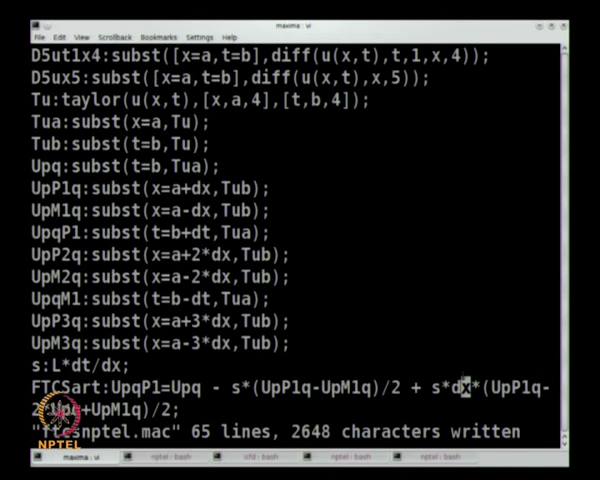 maxima : vi
File Edit View Scrollback Bookmarks Settings Help
D5ut1x4:subst([x=a,t=b],diff(u(x,t),t,1,x,4));
D5ux5:subst([x=a,t=b],diff(u(x,t),x,5));
Tu:taylor(u(x,t),[x,a,4],[t,b,4]);
Tua:subst(x=a,Tu);
Tub:subst(t=b,Tu);
Upq:subst(t=b,Tua);
UpP1q:subst(x=a+dx,Tub);
UpM1q:subst(x=a-dx,Tub);
UpqP1:subst(t=b+dt,Tua);
UpP2q:subst(x=a+2*dx,Tub);
UpM2q:subst(x=a-2*dx,Tub);
UpqM1:subst(t=b-dt,Tua);
UpP3q:subst(x=a+3*dx,Tub);
UpM3q:subst(x=a-3*dx,Tub);
s:L*dt/dx;
FTCSart:UpqP1=Upq - s*(UpP1q-UpM1q)/2 + s*dx*(UpP1q-
2*Upq+UpM1q)/2;
"ftcsnptel.mac" 65 lines, 2648 characters written
NPTEL
maxima : vi nptel : bash xfd : bash nptel : bash nptel : bash